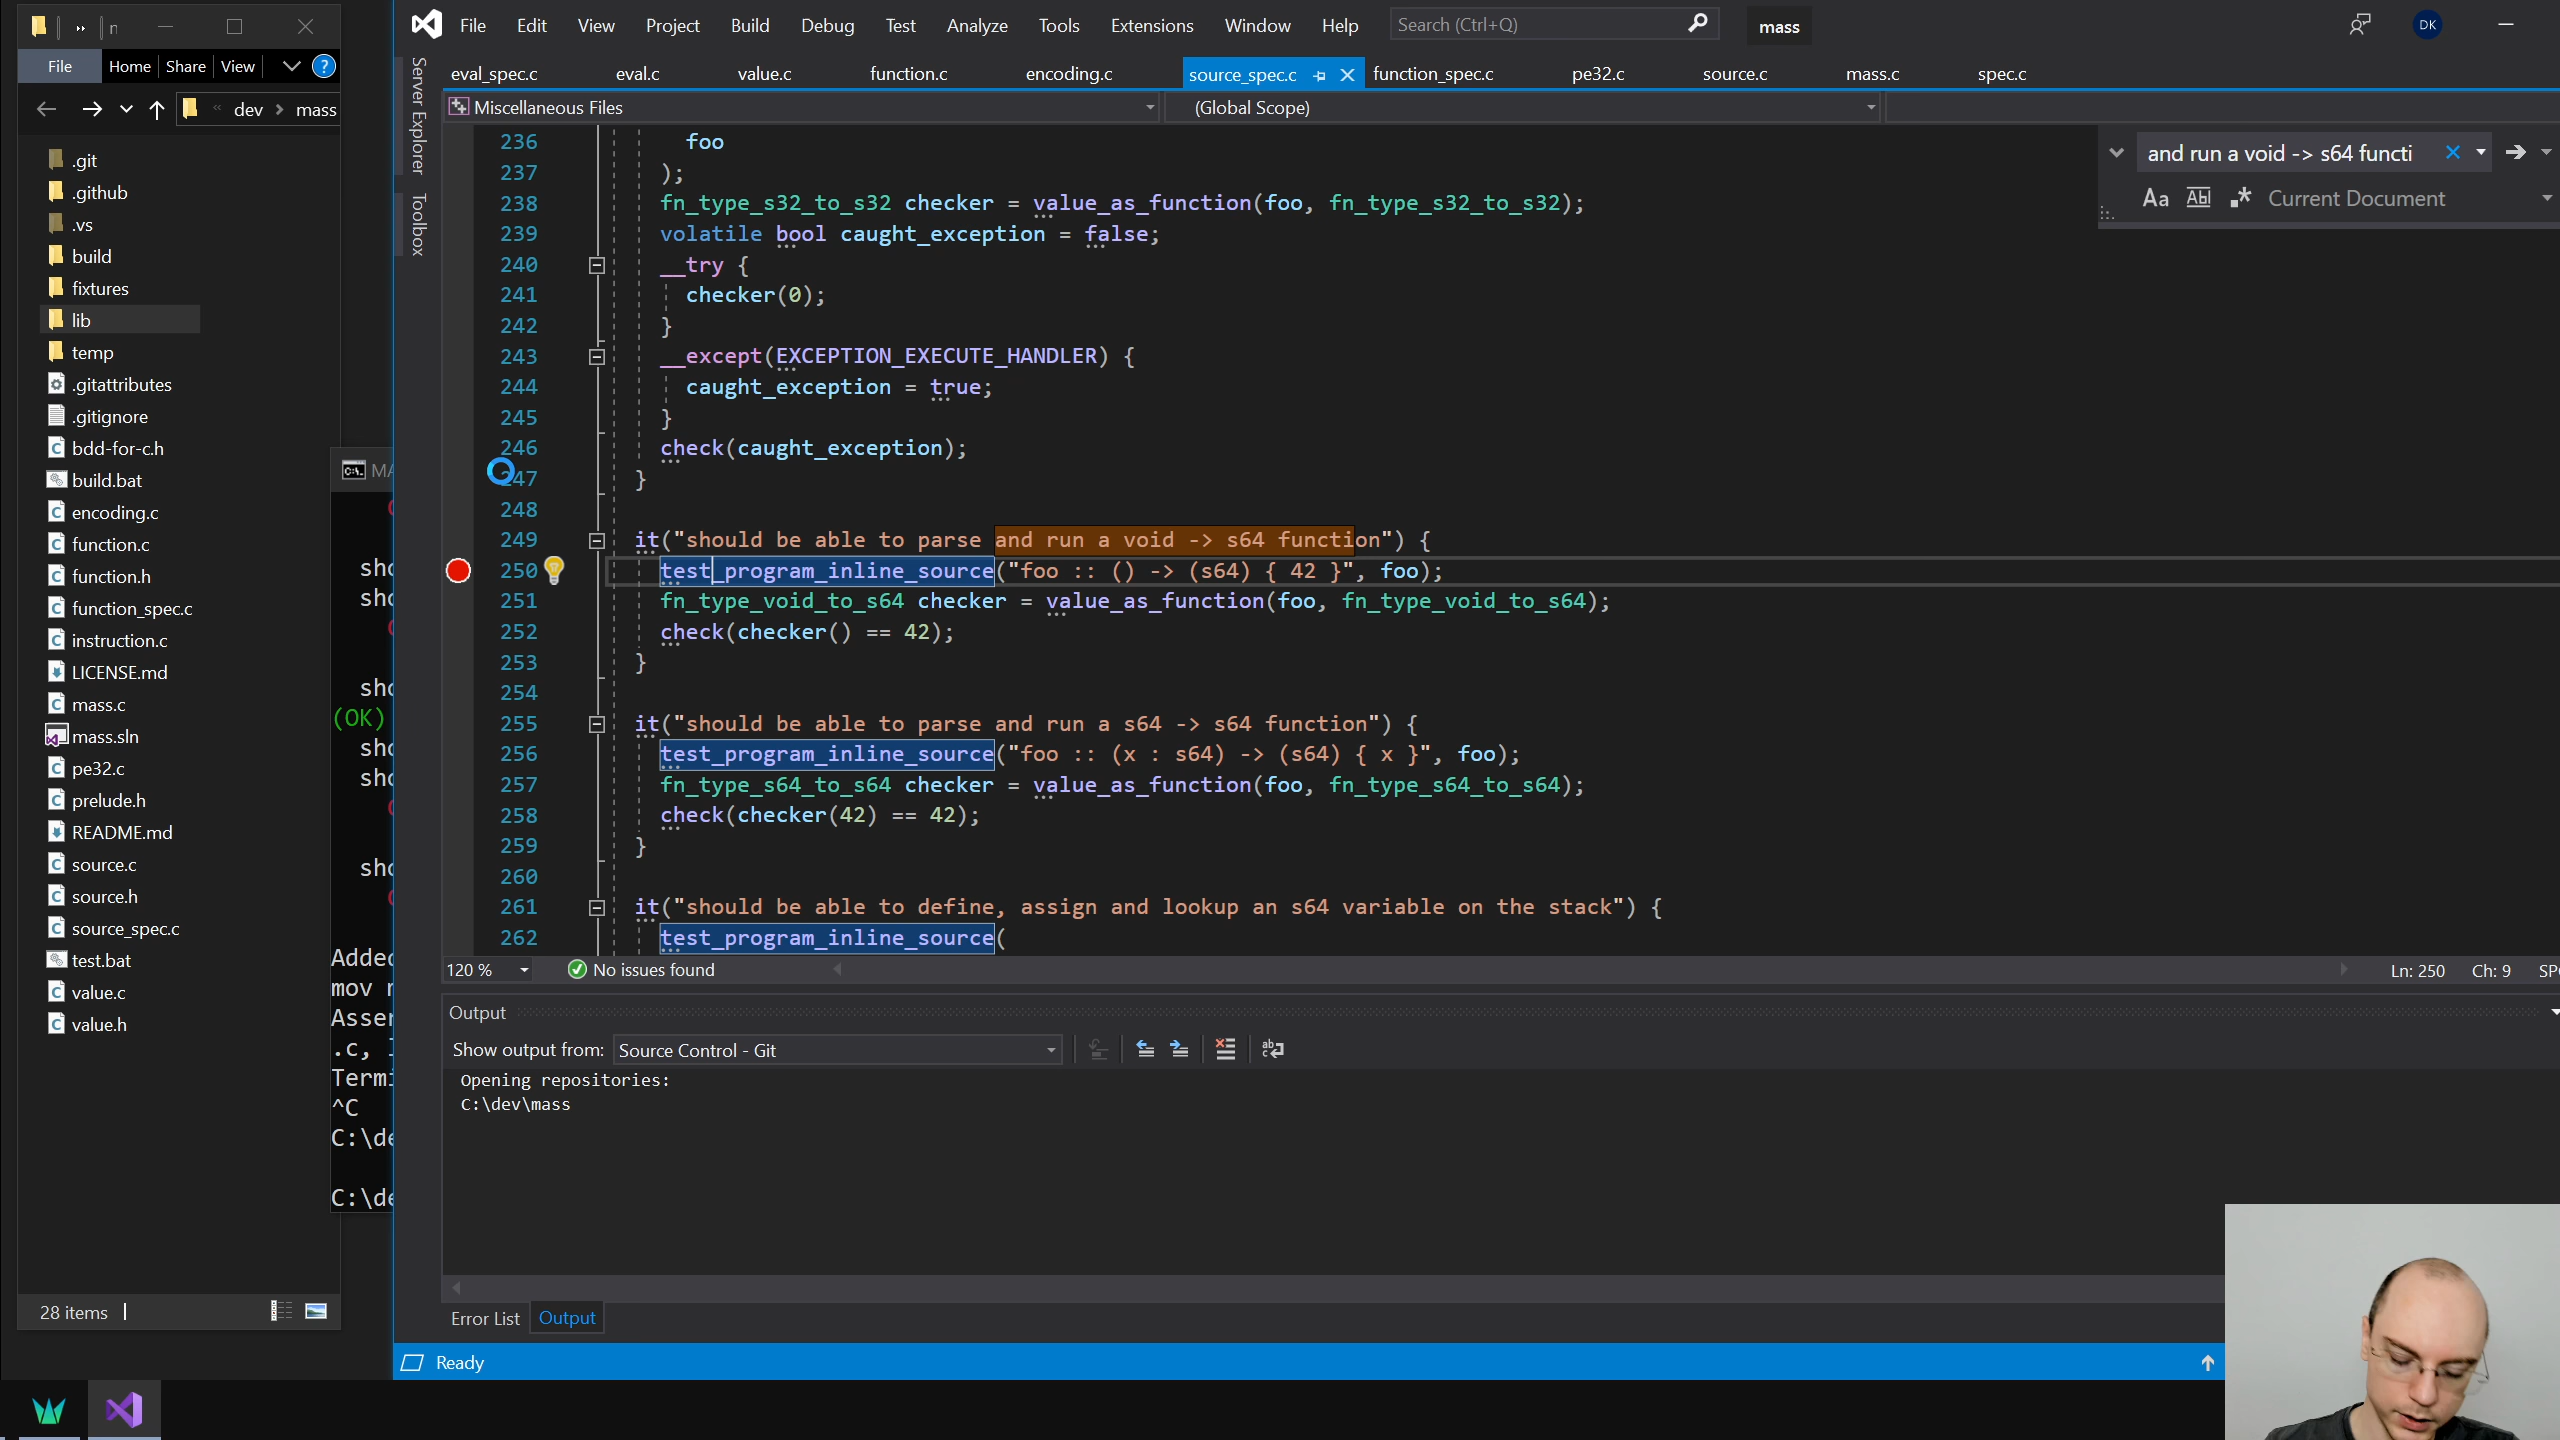 File Edit View Project Build Debug Test Analyze Tools Extensions Window Help Search (Ctrl+Q) mass DK
File Home Share View
dev > mass
.git
.github
.vs
build
fixtures
lib
temp
.gitattributes
.gitignore
bdd-for-c.h
build.bat
encoding.c
function.c
function.h
function_spec.c
instruction.c
LICENSE.md
mass.c
mass.sln
pe32.c
prelude.h
README.md
source.c
source.h
source_spec.c
test.bat
value.c
value.h
28 items
(OK)
mov
.c,
^C
Server Explorer
Toolbox
eval_spec.c eval.c value.c function.c encoding.c source_spec.c function_spec.c pe32.c source.c mass.c spec.c
Miscellaneous Files (Global Scope)
and run a void -> s64 functi
Aa Abl .* Current Document
236 foo
237 );
238 fn_type_s32_to_s32 checker = value_as_function(foo, fn_type_s32_to_s32);
239 volatile bool caught_exception = false;
240 __try {
241 checker(0);
242 }
243 __except(EXCEPTION_EXECUTE_HANDLER) {
244 caught_exception = true;
245 }
246 check(caught_exception);
247 }
248
249 it("should be able to parse and run a void -> s64 function") {
250 test_program_inline_source("foo :: () -> (s64) { 42 }", foo);
251 fn_type_void_to_s64 checker = value_as_function(foo, fn_type_void_to_s64);
252 check(checker() == 42);
253 }
254
255 it("should be able to parse and run a s64 -> s64 function") {
256 test_program_inline_source("foo :: (x : s64) -> (s64) { x }", foo);
257 fn_type_s64_to_s64 checker = value_as_function(foo, fn_type_s64_to_s64);
258 check(checker(42) == 42);
259 }
260
261 it("should be able to define, assign and lookup an s64 variable on the stack") {
262 test_program_inline_source(
120 % No issues found Ln: 250 Ch: 9
Output
Show output from: Source Control - Git
Opening repositories:
C:\dev\mass
Error List Output
Ready